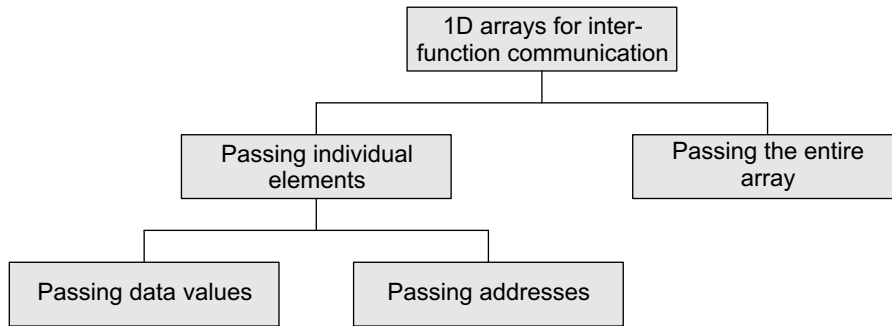 1D arrays for inter-
function communication
Passing individual
elements
Passing the entire
array
Passing data values
Passing addresses